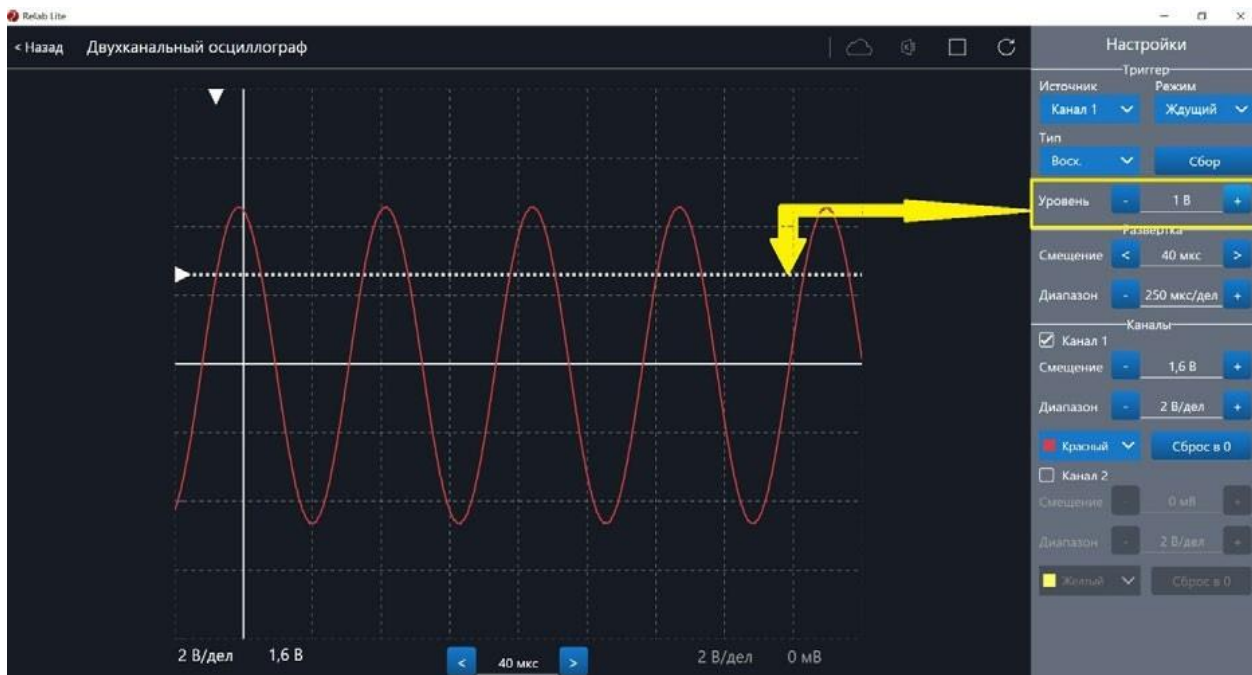 Relab Lite
< Назад Двухканальный осциллограф
Настройки
Триггер
Источник Режим
Канал 1 Ждущий
Тип
Восх. Сбор
Уровень - 1 В +
Развертка
Смещение < 40 мкс >
Диапазон - 250 мкс/дел +
Каналы
Канал 1
Смещение - 1,6 В +
Диапазон - 2 В/дел +
Красный Сброс в 0
Канал 2
Смещение - 0 мВ +
Диапазон - 2 В/дел +
Желтый Сброс в 0
2 В/дел 1,6 В < 40 мкс > 2 В/дел 0 мВ